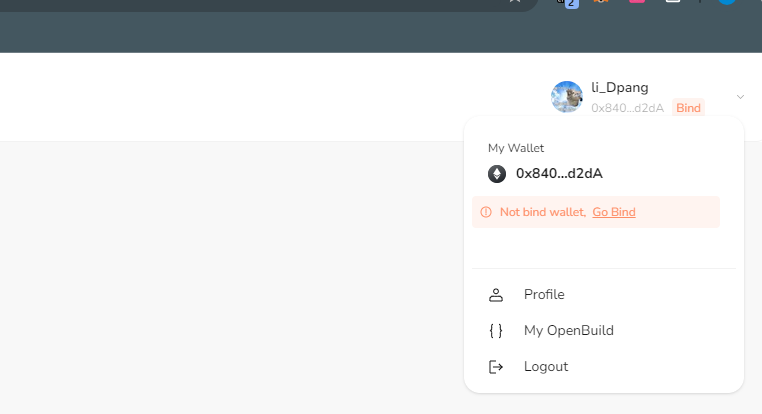 2
li_Dpang
0x840...d2dA Bind
My Wallet
0x840...d2dA
Not bind wallet, Go Bind
Profile
My OpenBuild
Logout